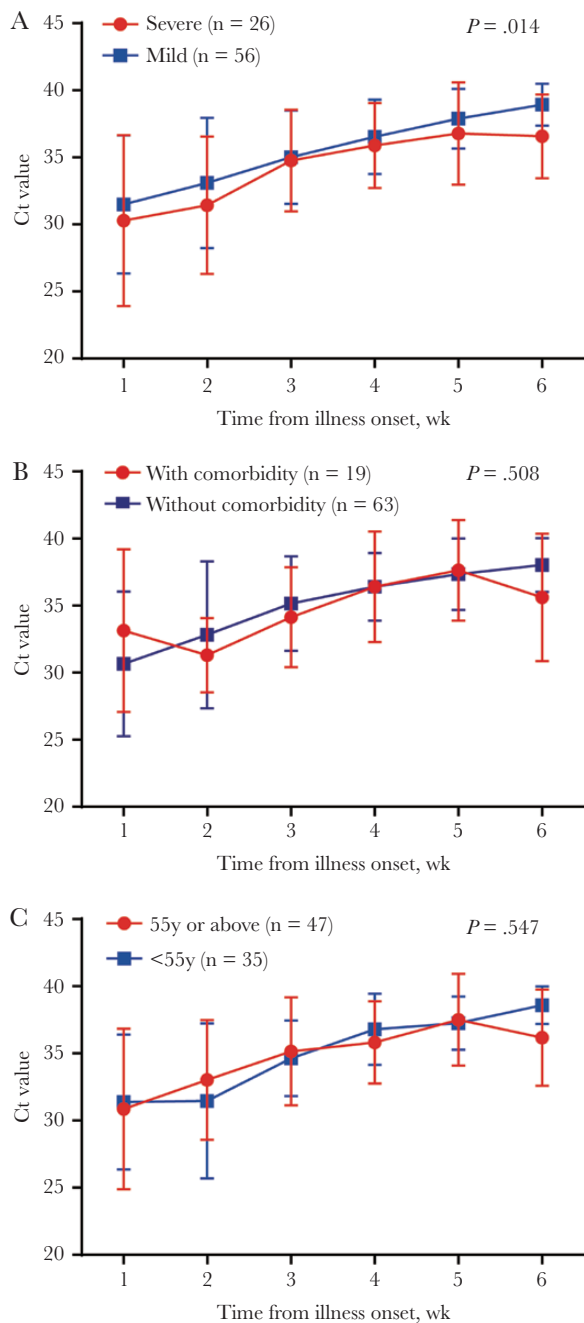 A
Severe (n = 26)
Mild (n = 56)
P = .014
45
40
35
30
25
20
Ct value
1 2 3 4 5 6
Time from illness onset, wk
B
With comorbidity (n = 19)
Without comorbidity (n = 63)
P = .508
45
40
35
30
25
20
Ct value
1 2 3 4 5 6
Time from illness onset, wk
C
55y or above (n = 47)
<55y (n = 35)
P = .547
45
40
35
30
25
20
Ct value
1 2 3 4 5 6
Time from illness onset, wk